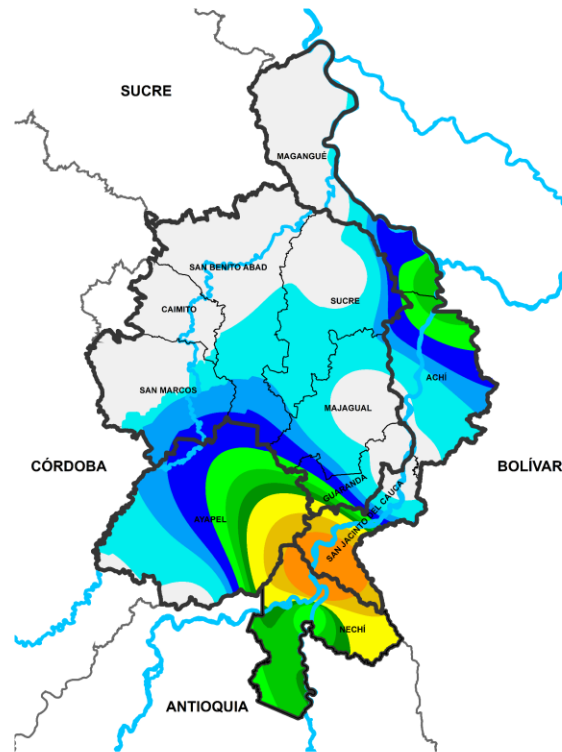 SUCRE
MAGANGUÉ
SAN BENITO ABAD
SUCRE
CAIMITO
ACHÍ
SAN MARCOS
MAJAGUAL
CÓRDOBA
BOLÍVAR
GUARANDA
AYAPEL
SAN JACINTO DEL CAUCA
NECHÍ
ANTIOQUIA